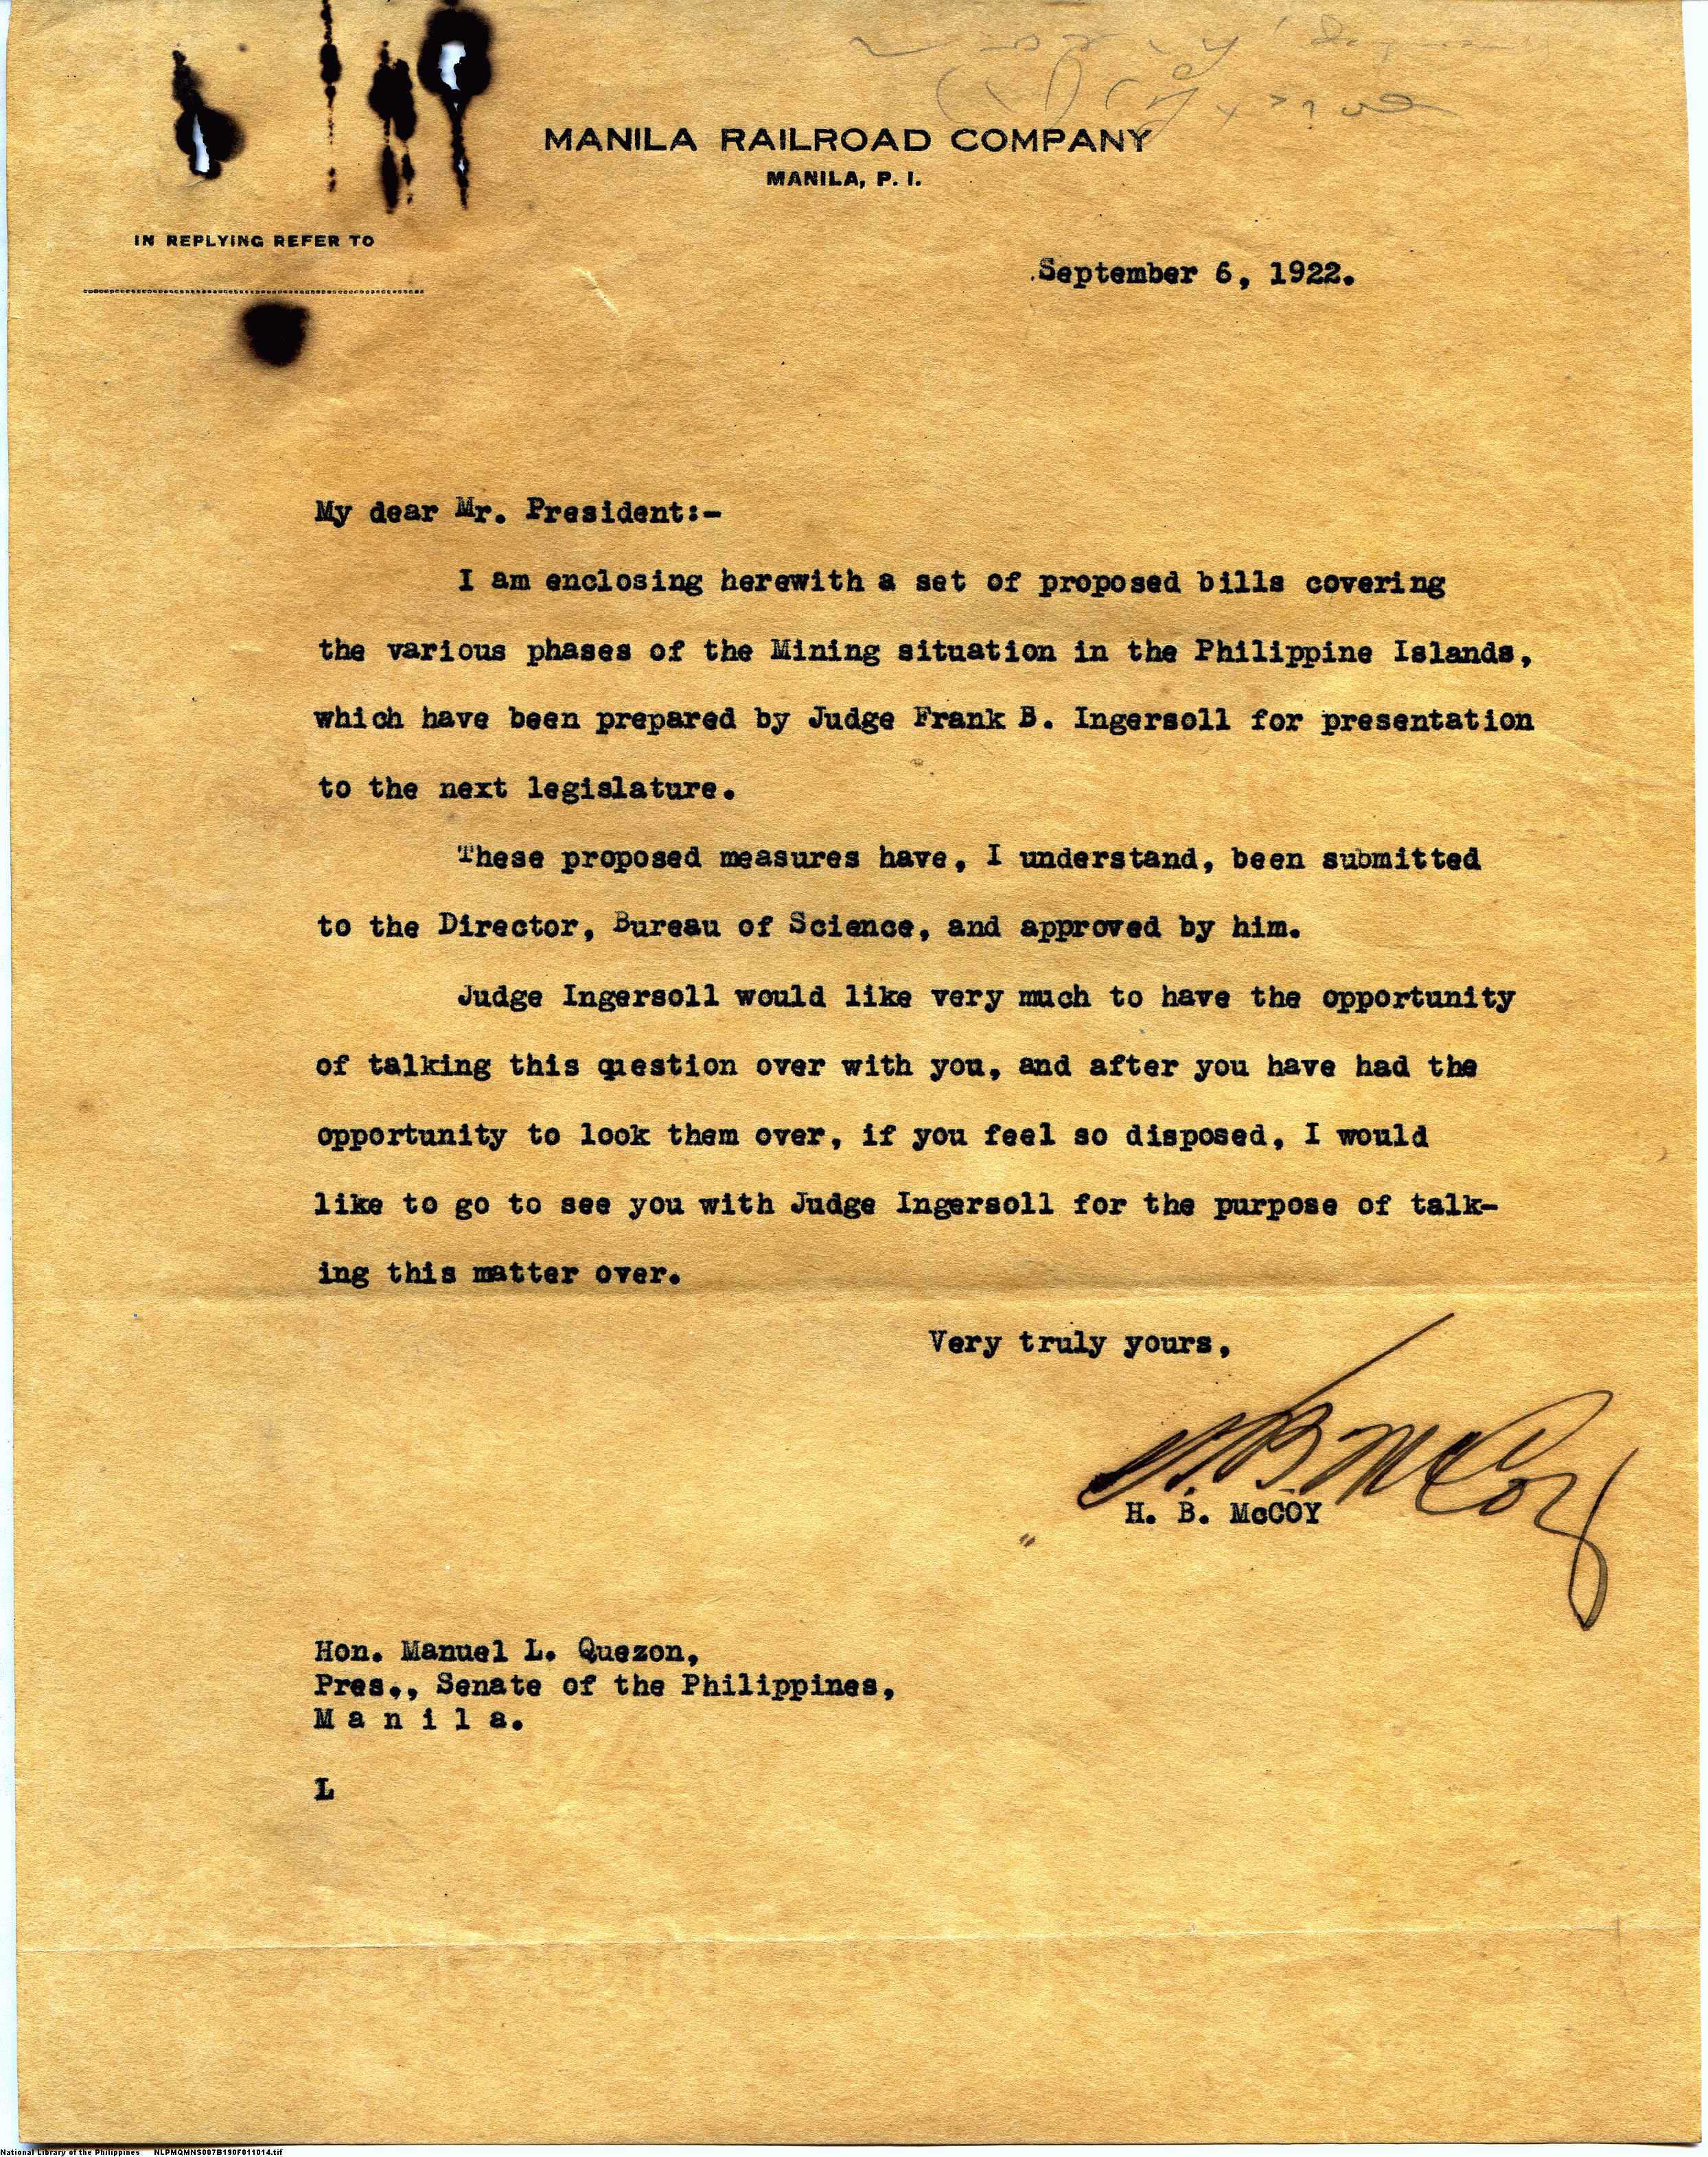 MANILA RAILROAD COMPANY
MANILA, P. I.
IN REPLYING REFER TO
September 6, 1922.
My dear Mr. President:-
I am enclosing herewith a set of proposed bills covering
the various phases of the Mining situation in the Philippine Islands,
which have been prepared by Judge Frank B. Ingersoll for presentation
to the next legislature.
These proposed measures have, I understand, been submitted
to the Director, Bureau of Science, and approved by him.
Judge Ingersoll would like very much to have the opportunity
of talking this question over with you, and after you have had the
opportunity to look them over, if you feel so disposed, I would
like to go to see you with Judge Ingersoll for the purpose of talk-
ing this matter over.
Very truly yours,
H. B. McCoy
H. B. McCOY
Hon. Manuel L. Quezon,
Pres., Senate of the Philippines,
M a n i l a.
L
National Library of the Philippines NLPMQMNS007B190F011014.tif